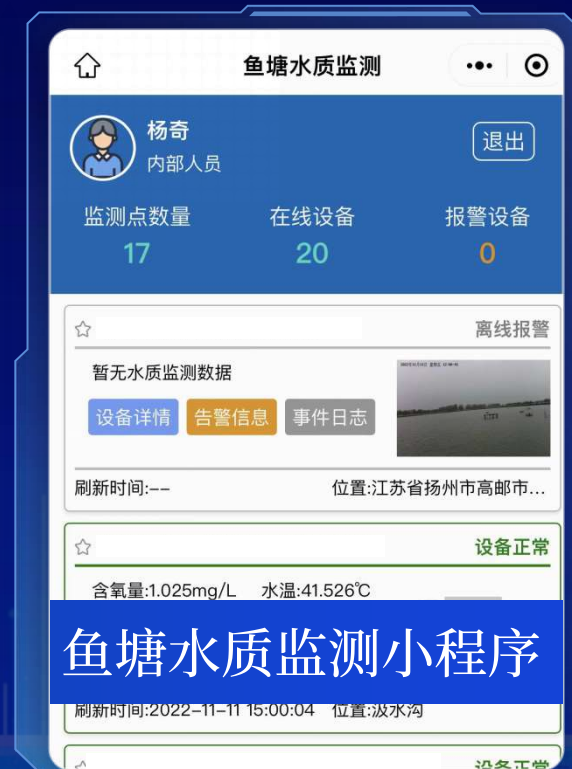 鱼塘水质监测
杨奇
内部人员
退出
监测点数量 在线设备 报警设备
17 20 0
离线报警
暂无水质监测数据
设备详情 告警信息 事件日志
刷新时间:-- 位置:江苏省扬州市高邮市...
设备正常
含氧量:1.025mg/L 水温:41.526℃
鱼塘水质监测小程序
刷新时间:2022-11-11 15:00:04 位置:汲水沟
设备正常